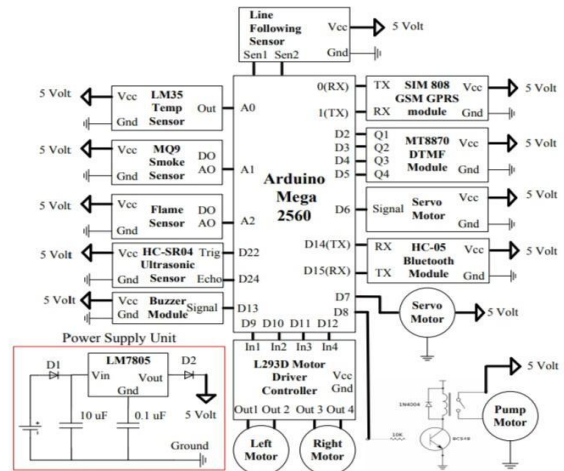 Line
Following
Sensor
Vcc
Gnd
5 Volt
Sen1 Sen2
5 Volt
Vcc
Gnd
LM35
Temp
Sensor
Out
A0
5 Volt
Vcc
Gnd
MQ9
Smoke
Sensor
DO
AO
A1
5 Volt
Vcc
Gnd
Flame
Sensor
DO
AO
A2
5 Volt
Vcc
Gnd
HC-SR04
Ultrasonic
Sensor
Trig
Echo
D22
D24
5 Volt
Vcc
Gnd
Buzzer
Module
Signal
D13
Arduino
Mega
2560
0(RX)
1(TX)
TX
RX
SIM 808
GSM GPRS
module
Vcc
Gnd
5 Volt
D2
D3
D4
D5
Q1
Q2
Q3
Q4
MT8870
DTMF
Module
Vcc
Gnd
5 Volt
D6
Signal
Servo
Motor
Vcc
Gnd
5 Volt
D14(TX)
D15(RX)
RX
TX
HC-05
Bluetooth
Module
Vcc
Gnd
5 Volt
D7
D8
Servo
Motor
5 Volt
D9 D10 D11 D12
In1 In2 In3 In4
L293D Motor
Driver
Controller
Vcc
Gnd
Out1 Out 2 Out 3 Out 4
Left
Motor
Right
Motor
Power Supply Unit
D1
LM7805
Vin
Vout
Gnd
D2
10 uF
0.1 uF
5 Volt
Ground
5 Volt
1N4004
10K
BC548
Pump
Motor